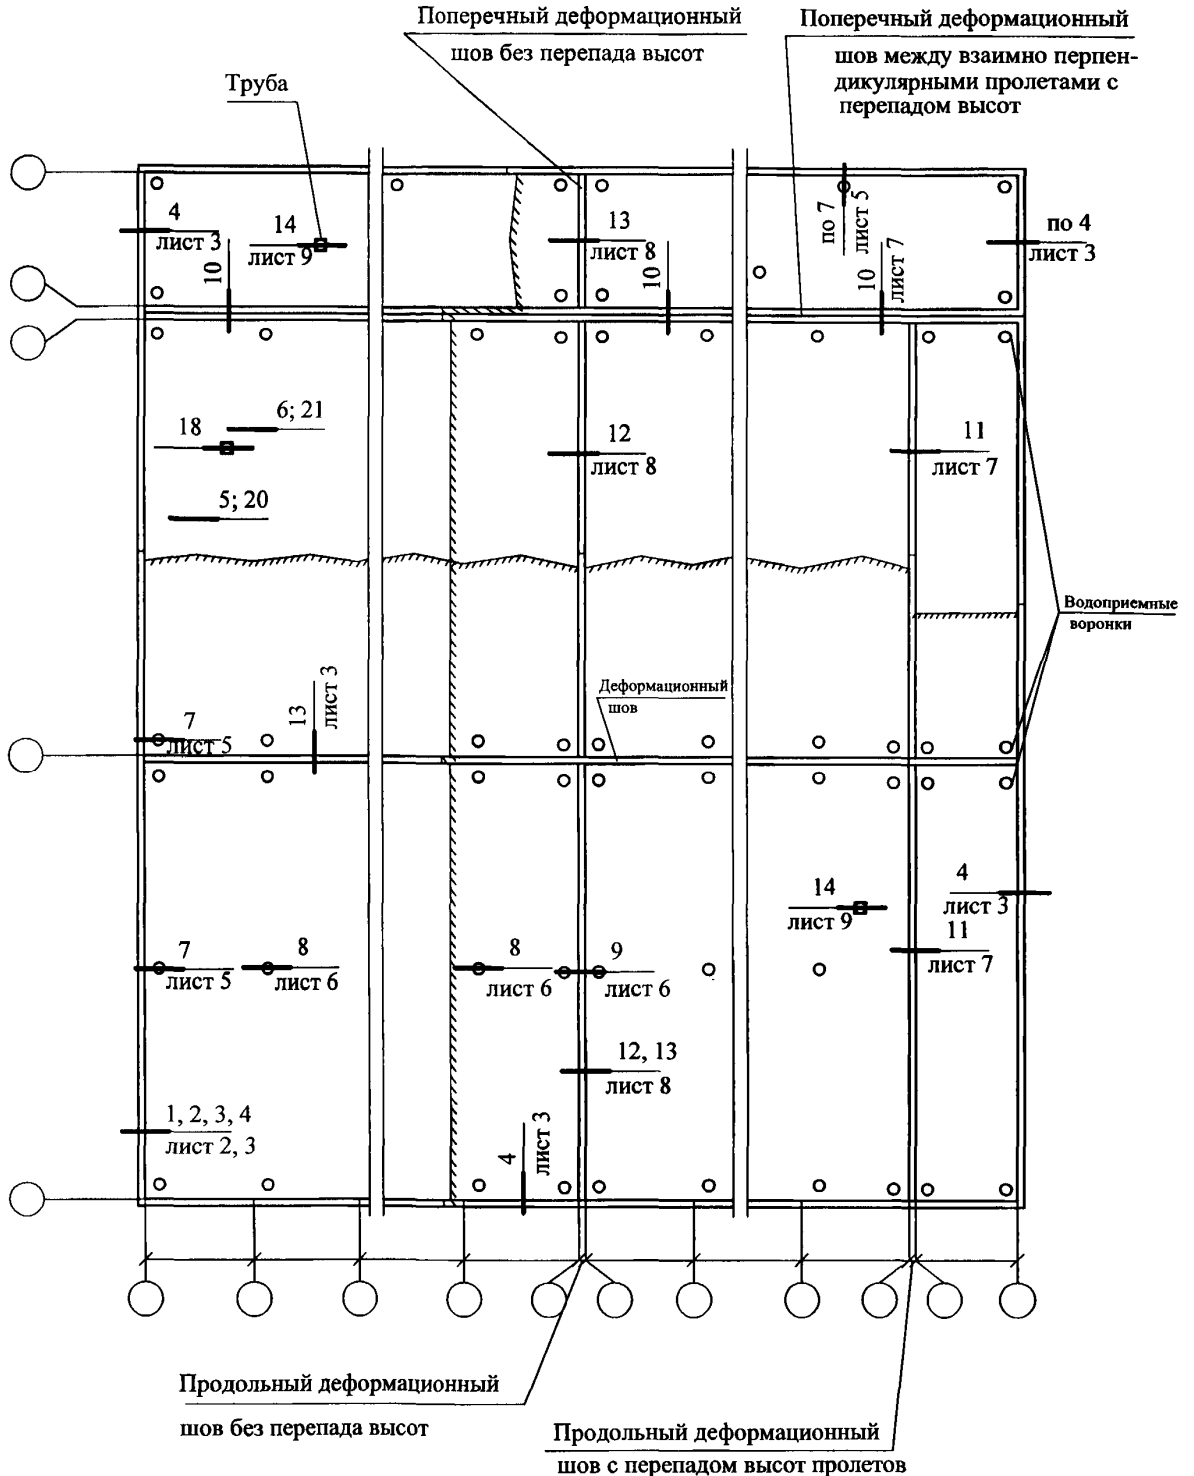 Поперечный деформационный
шов без перепада высот
Поперечный деформационный
шов между взаимно перпен-
дикулярными пролетами с
перепадом высот
Труба
4
лист 3
14
лист 9
10
13
лист 8
10
по 7
лист 5
10
лист 7
по 4
лист 3
6; 21
18
5; 20
12
лист 8
11
лист 7
Водоприемные
воронки
Деформационный
шов
13
лист 3
7
лист 5
14
лист 9
4
лист 3
11
лист 7
7
лист 5
8
лист 6
8
лист 6
9
лист 6
12, 13
лист 8
1, 2, 3, 4
лист 2, 3
4
лист 3
Продольный деформационный
шов без перепада высот
Продольный деформационный
шов с перепадом высот пролетов